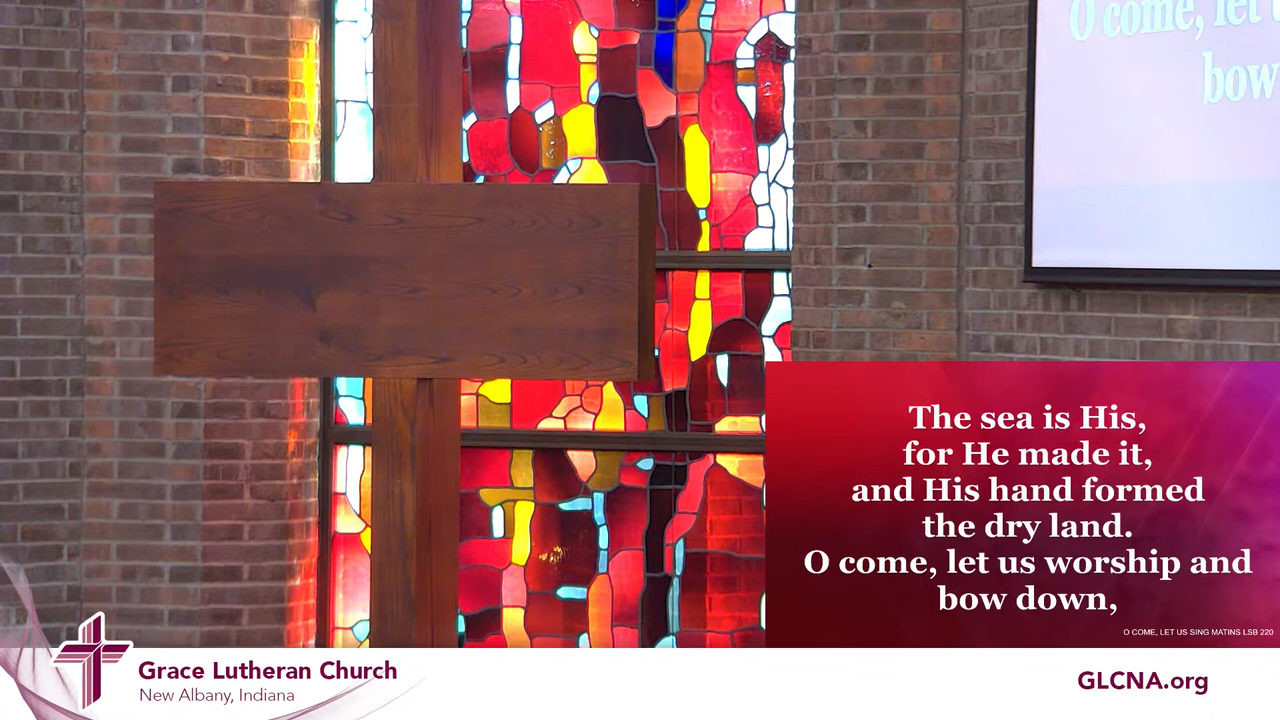 O come, let
bow
The sea is His,
for He made it,
and His hand formed
the dry land.
O come, let us worship and
bow down,
O COME, LET US SING MATINS LSB 220
Grace Lutheran Church
New Albany, Indiana
GLCNA.org